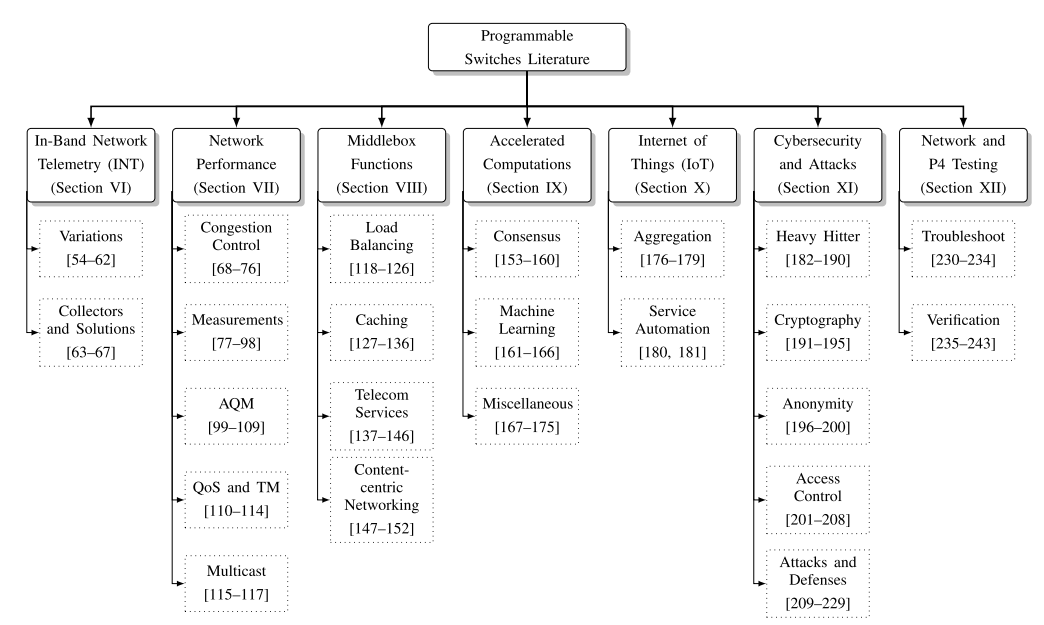 Programmable
Switches Literature
In-Band Network
Telemetry (INT)
(Section VI)
Variations
[54–62]
Collectors
and Solutions
[63–67]
Network
Performance
(Section VII)
Congestion
Control
[68–76]
Measurements
[77–98]
AQM
[99–109]
QoS and TM
[110–114]
Multicast
[115–117]
Middlebox
Functions
(Section VIII)
Load
Balancing
[118–126]
Caching
[127–136]
Telecom
Services
[137–146]
Content-
centric
Networking
[147–152]
Accelerated
Computations
(Section IX)
Consensus
[153–160]
Machine
Learning
[161–166]
Miscellaneous
[167–175]
Internet of
Things (IoT)
(Section X)
Aggregation
[176–179]
Service
Automation
[180, 181]
Cybersecurity
and Attacks
(Section XI)
Heavy Hitter
[182–190]
Cryptography
[191–195]
Anonymity
[196–200]
Access
Control
[201–208]
Attacks and
Defenses
[209–229]
Network and
P4 Testing
(Section XII)
Troubleshoot
[230–234]
Verification
[235–243]